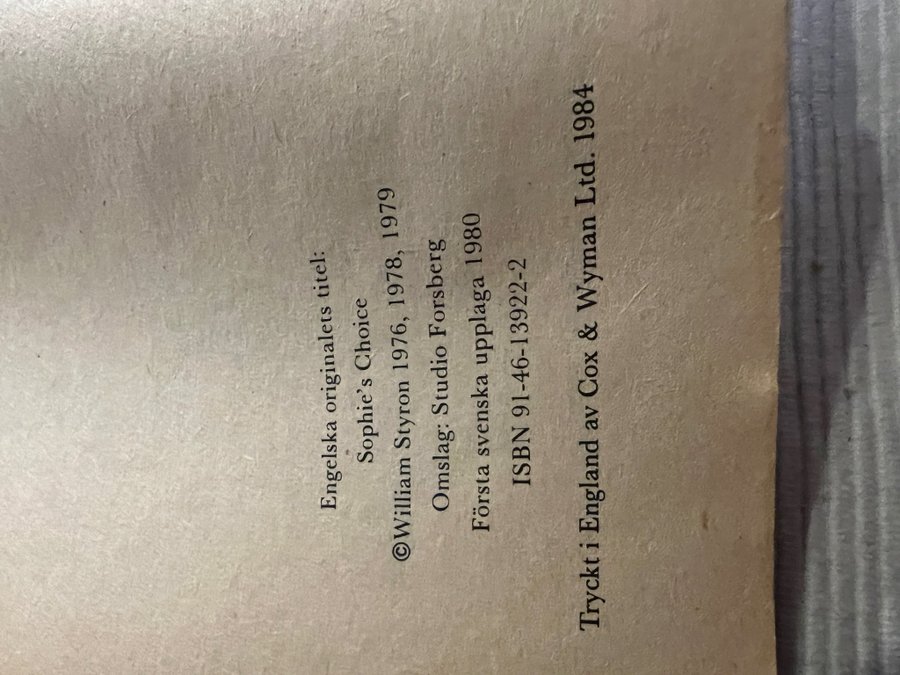 Engelska originalets titel:
Sophie's Choice
©William Styron 1976, 1978, 1979
Omslag: Studio Forsberg
Första svenska upplaga 1980
ISBN 91-46-13922-2
Tryckt i England av Cox & Wyman Ltd. 1984